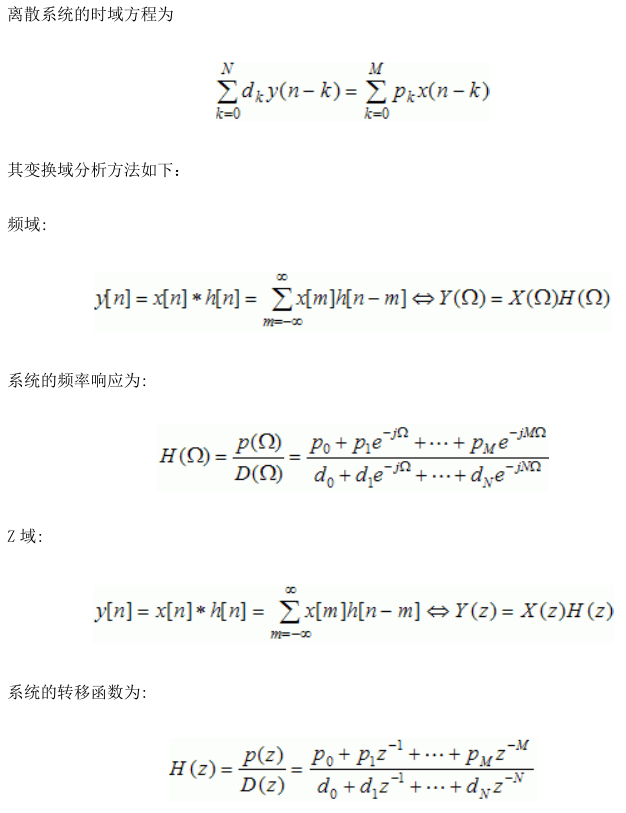 离散系统的时域方程为
\sum_{k=0}^{N} d_k y(n-k) = \sum_{k=0}^{M} p_k x(n-k)
其变换域分析方法如下：
频域:
y[n] = x[n] * h[n] = \sum_{m=-\infty}^{\infty} x[m]h[n-m] \Leftrightarrow Y(\Omega) = X(\Omega)H(\Omega)
系统的频率响应为:
H(\Omega) = \frac{p(\Omega)}{D(\Omega)} = \frac{p_0 + p_1 e^{-j\Omega} + \cdots + p_M e^{-jM\Omega}}{d_0 + d_1 e^{-j\Omega} + \cdots + d_N e^{-jN\Omega}}
Z 域:
y[n] = x[n] * h[n] = \sum_{m=-\infty}^{\infty} x[m]h[n-m] \Leftrightarrow Y(z) = X(z)H(z)
系统的转移函数为:
H(z) = \frac{p(z)}{D(z)} = \frac{p_0 + p_1 z^{-1} + \cdots + p_M z^{-M}}{d_0 + d_1 z^{-1} + \cdots + d_N z^{-N}}